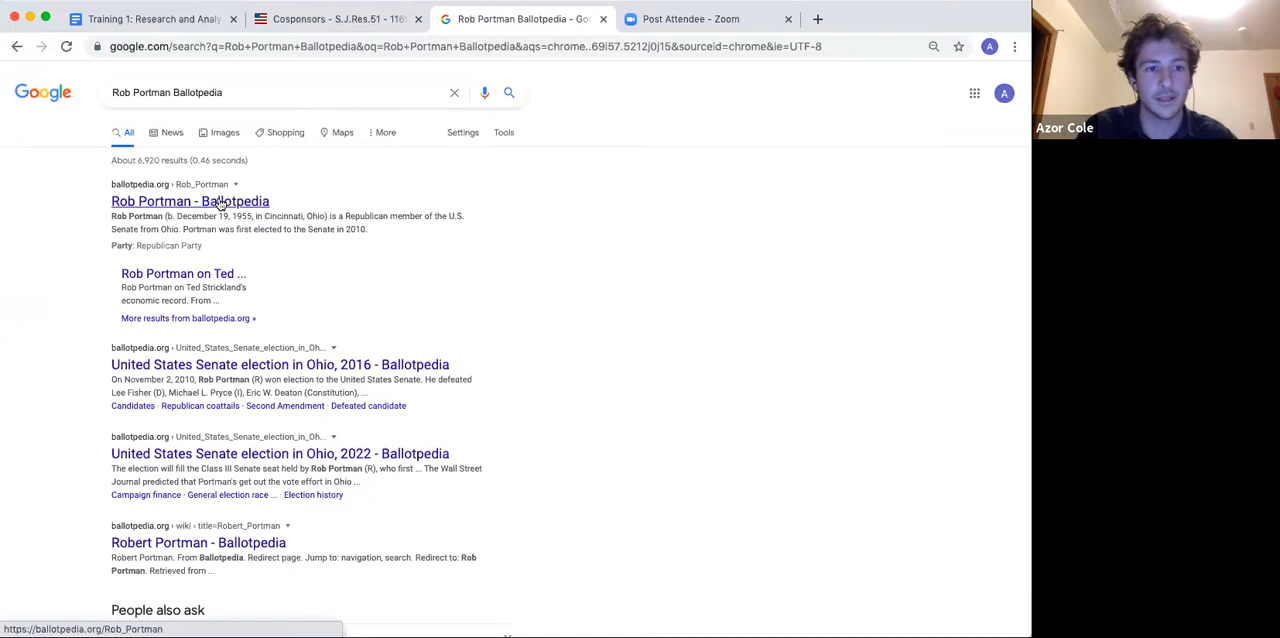 Training 1: Research and Analy
Cosponsors - S.J.Res.51 - 116t
Rob Portman Ballotpedia - Goo
Post Attendee - Zoom
google.com/search?q=Rob+Portman+Ballotpedia&oq=Rob+Portman+Ballotpedia&aqs=chrome..69i57.5212j0j15&sourceid=chrome&ie=UTF-8
A
Google
Rob Portman Ballotpedia
A
All
News
Images
Shopping
Maps
More
Settings
Tools
About 6,920 results (0.46 seconds)
ballotpedia.org › Rob_Portman
Rob Portman - Ballotpedia
Rob Portman (b. December 19, 1955, in Cincinnati, Ohio) is a Republican member of the U.S.
Senate from Ohio. Portman was first elected to the Senate in 2010.
Party: Republican Party
Rob Portman on Ted ...
Rob Portman on Ted Strickland's
economic record. From ...
More results from ballotpedia.org »
ballotpedia.org › United_States_Senate_election_in_Oh...
United States Senate election in Ohio, 2016 - Ballotpedia
On November 2, 2010, Rob Portman (R) won election to the United States Senate. He defeated
Lee Fisher (D), Michael L. Pryce (I), Eric W. Deaton (Constitution), ...
Candidates · Republican coattails · Second Amendment · Defeated candidate
ballotpedia.org › United_States_Senate_election_in_Oh...
United States Senate election in Ohio, 2022 - Ballotpedia
The election will fill the Class III Senate seat held by Rob Portman (R), who first ... The Wall Street
Journal predicted that Portman's get out the vote effort in Ohio ...
Campaign finance · General election race ... · Election history
ballotpedia.org › wiki › title=Robert_Portman
Robert Portman - Ballotpedia
Robert Portman. From Ballotpedia. Redirect page. Jump to: navigation, search. Redirect to: Rob
Portman. Retrieved from ...
People also ask
https://ballotpedia.org/Rob_Portman
Azor Cole